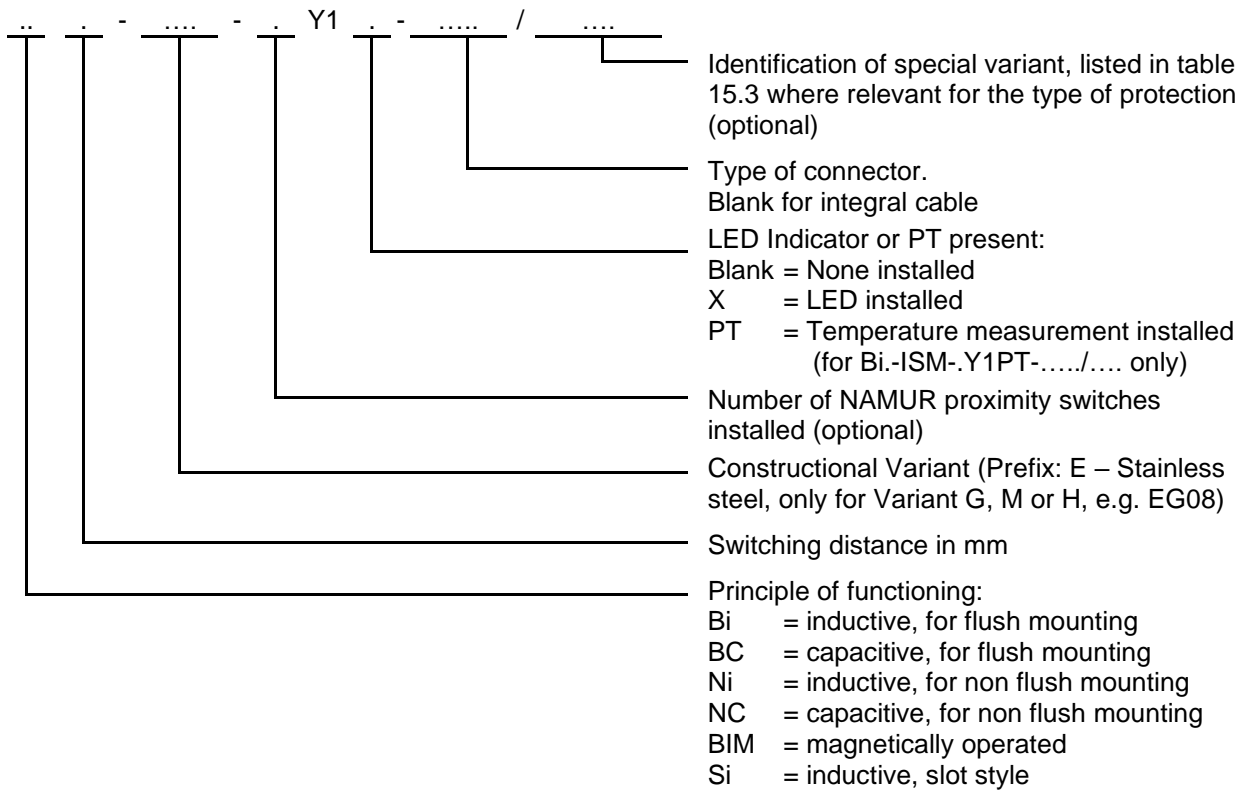 .. . - …. - . Y1 . - ….. / ….
Identification of special variant, listed in table
15.3 where relevant for the type of protection
(optional)
Type of connector.
Blank for integral cable
LED Indicator or PT present:
Blank = None installed
X = LED installed
PT = Temperature measurement installed
(for Bi.-ISM-.Y1PT-…../…. only)
Number of NAMUR proximity switches
installed (optional)
Constructional Variant (Prefix: E – Stainless
steel, only for Variant G, M or H, e.g. EG08)
Switching distance in mm
Principle of functioning:
Bi = inductive, for flush mounting
BC = capacitive, for flush mounting
Ni = inductive, for non flush mounting
NC = capacitive, for non flush mounting
BIM = magnetically operated
Si = inductive, slot style